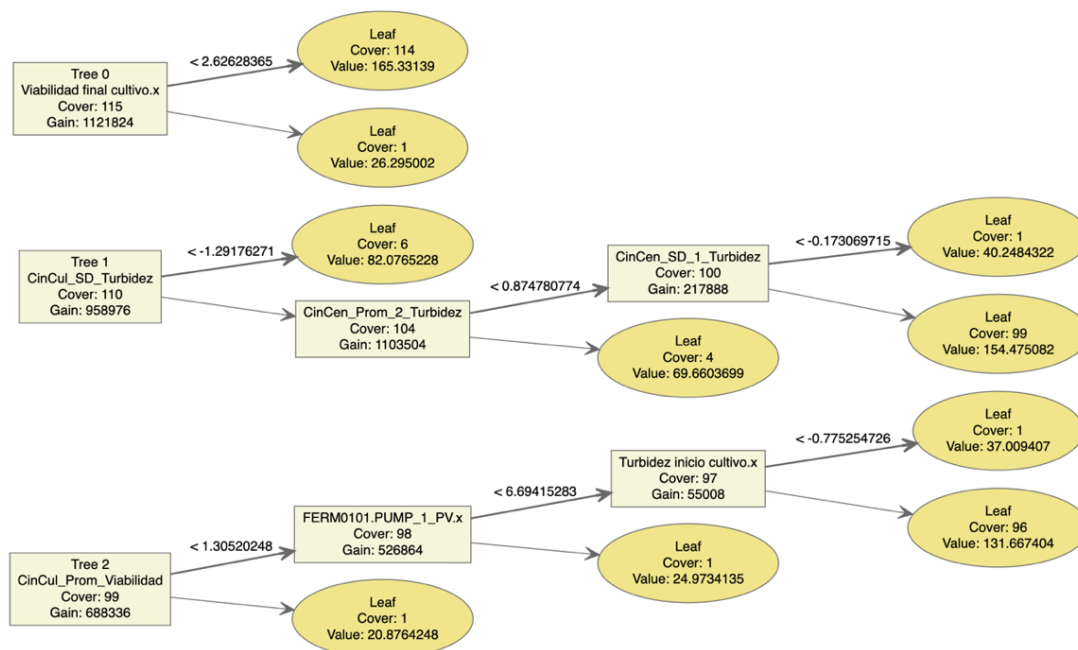 Leaf
Cover: 114
Value: 165.33139
< 2.62628365
Tree 0
Viabilidad final cultivo.x
Cover: 115
Gain: 1121824
Leaf
Cover: 1
Value: 26.295002
Leaf
Cover: 6
Value: 82.0765228
< -1.29176271
Tree 1
CinCul_SD_Turbidez
Cover: 110
Gain: 958976
CinCen_Prom_2_Turbidez
Cover: 104
Gain: 1103504
< 0.874780774
CinCen_SD_1_Turbidez
Cover: 100
Gain: 217888
< -0.173069715
Leaf
Cover: 1
Value: 40.2484322
Leaf
Cover: 99
Value: 154.475082
Leaf
Cover: 4
Value: 69.6603699
Tree 2
CinCul_Prom_Viabilidad
Cover: 99
Gain: 688336
< 1.30520248
FERM0101.PUMP_1_PV.x
Cover: 98
Gain: 526864
< 6.69415283
Turbidez inicio cultivo.x
Cover: 97
Gain: 55008
< -0.775254726
Leaf
Cover: 1
Value: 37.009407
Leaf
Cover: 96
Value: 131.667404
Leaf
Cover: 1
Value: 24.9734135
Leaf
Cover: 1
Value: 20.8764248